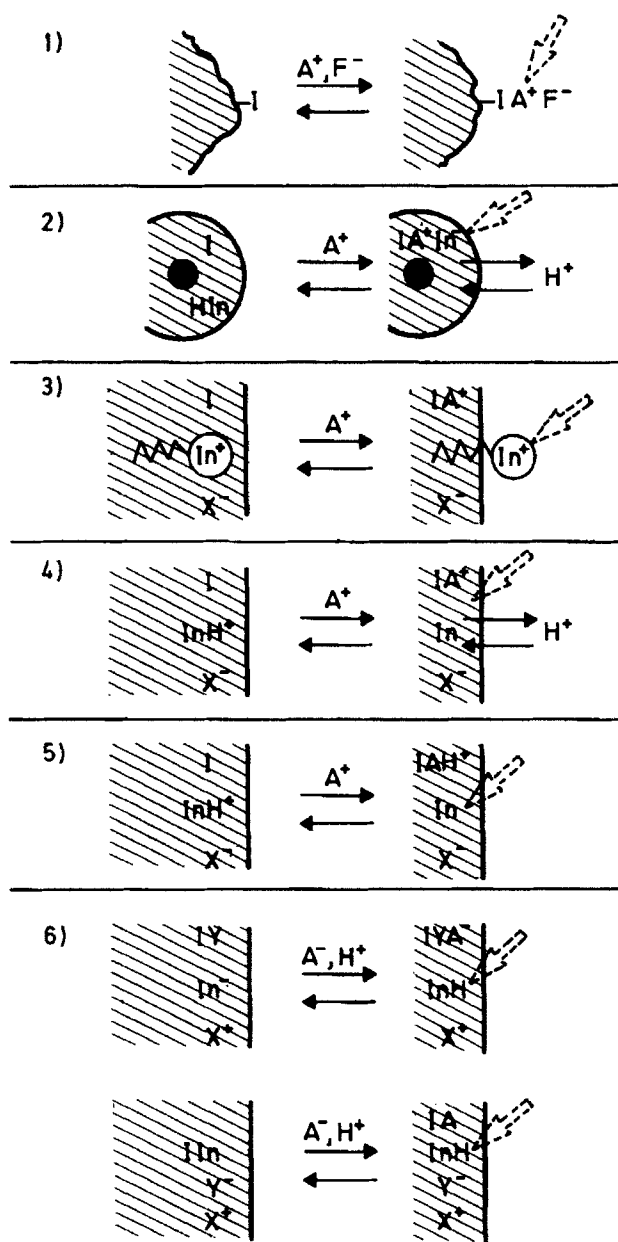 1)
I A⁺, F⁻ I A⁺ F⁻
2)
I A⁺ IA⁺In⁻ H⁺
HIn
3)
I A⁺ IA⁺
In⁺ In⁺
X⁻ X⁻
4)
I A⁺ IA⁺
InH⁺ In H⁺
X⁻ X⁻
5)
I A⁺ IAH⁺
InH⁺ In
X⁻ X⁻
6)
IY A⁻, H⁺ IYA⁻
In⁻ InH
X⁺ X⁺
A⁻, H⁺ IA
IIn InH
Y⁻ Y⁻
X⁺ X⁺